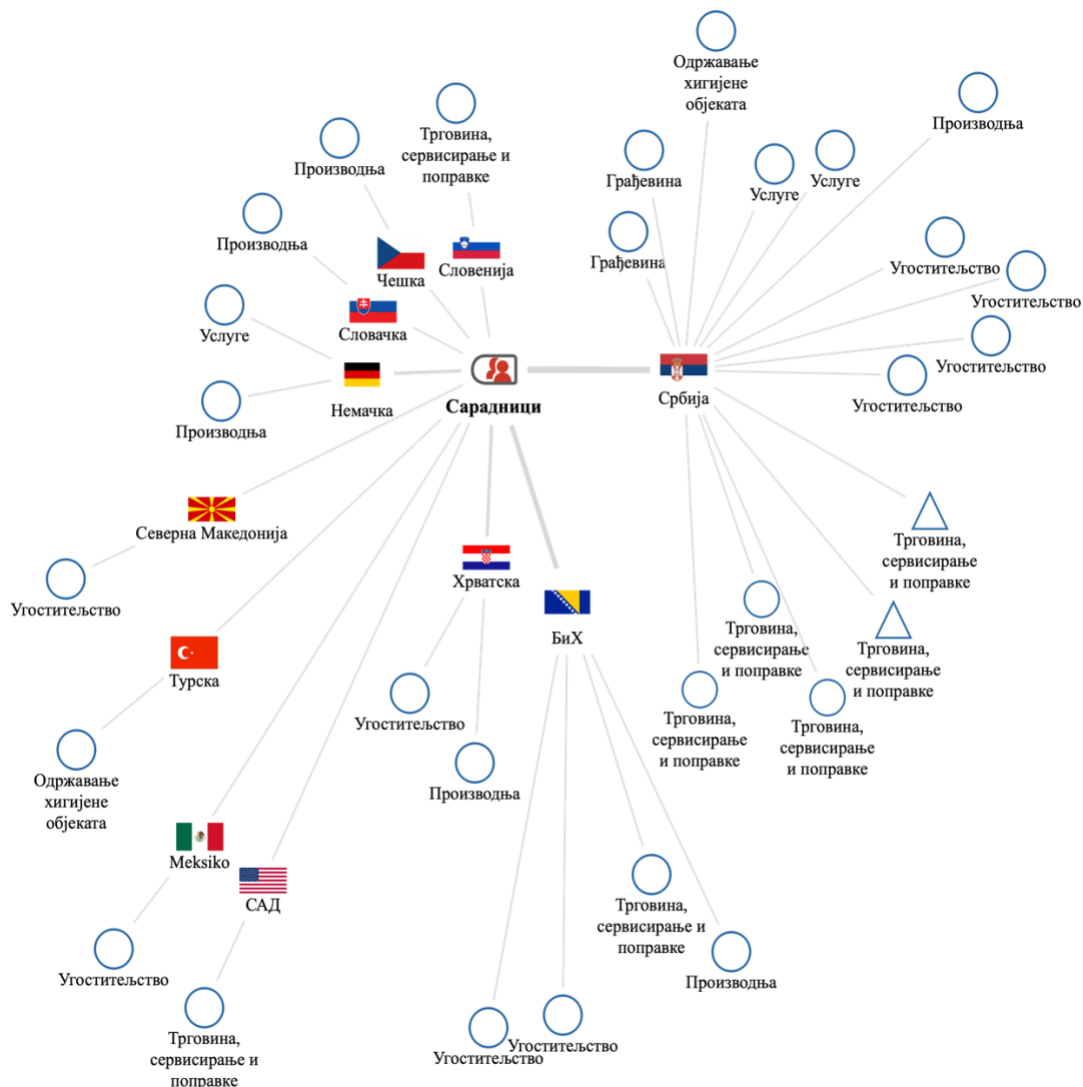 Одржавање
хигијене
објеката
Производња
Трговина,
сервисирање и
поправке
Производња
Грађевина
Услуге
Услуге
Производња
Грађевина
Угоститељство
Чешка
Словенија
Угоститељство
Услуге
Словачка
Угоститељство
Србија
Сарадници
Немачка
Угоститељство
Производња
Северна Македонија
Трговина,
сервисирање
и поправке
Хрватска
Угоститељство
БиХ
Трговина,
сервисирање
и поправке
Трговина,
сервисирање
и поправке
Турска
Угоститељство
Трговина,
сервисирање
и поправке
Трговина,
сервисирање
и поправке
Одржавање
хигијене
објеката
Производња
Meksiko
САД
Трговина,
сервисирање и
поправке
Угоститељство
Производња
Трговина,
сервисирање и
поправке
Угоститељство
Угоститељство